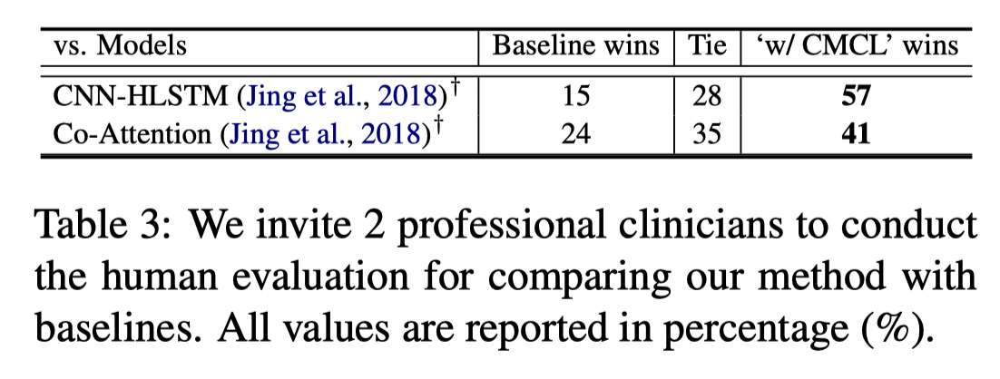 vs. Models Baseline wins Tie ‘w/ CMCL’ wins
CNN-HLSTM (Jing et al., 2018)† 15 28 57
Co-Attention (Jing et al., 2018)† 24 35 41
Table 3: We invite 2 professional clinicians to conduct
the human evaluation for comparing our method with
baselines. All values are reported in percentage (%).